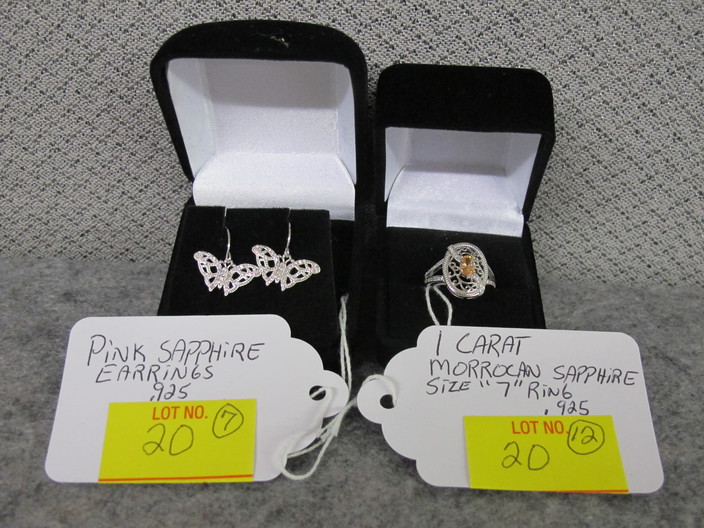 PINK SAPPHIRE
EARRINGS
.925
LOT NO. 7
20
1 CARAT
MORROCAN SAPPHIRE
SIZE "7" RING
.925
LOT NO. 12
20